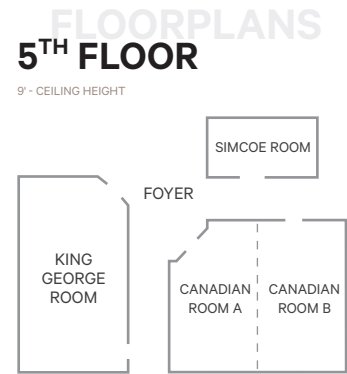 FLOORPLANS
5TH FLOOR
9' - CEILING HEIGHT
SIMCOE ROOM
FOYER
KING
GEORGE
ROOM
CANADIAN
ROOM A
CANADIAN
ROOM B